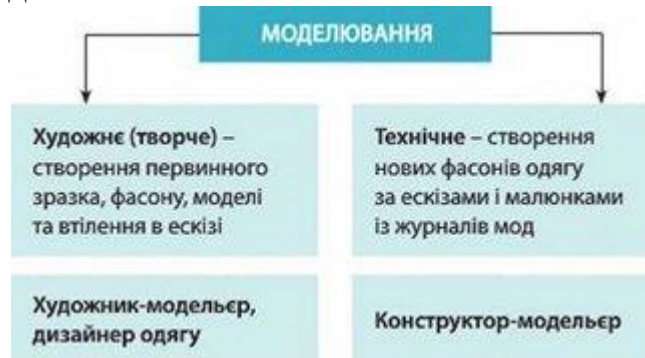 МОДЕЛЮВАННЯ
Художнє (творче) –
створення первинного
зразка, фасону, моделі
та втілення в ескізі
Технічне – створення
нових фасонів одягу
за ескізами і малюнками
із журналів мод
Художник-модельєр,
дизайнер одягу
Конструктор-модельєр